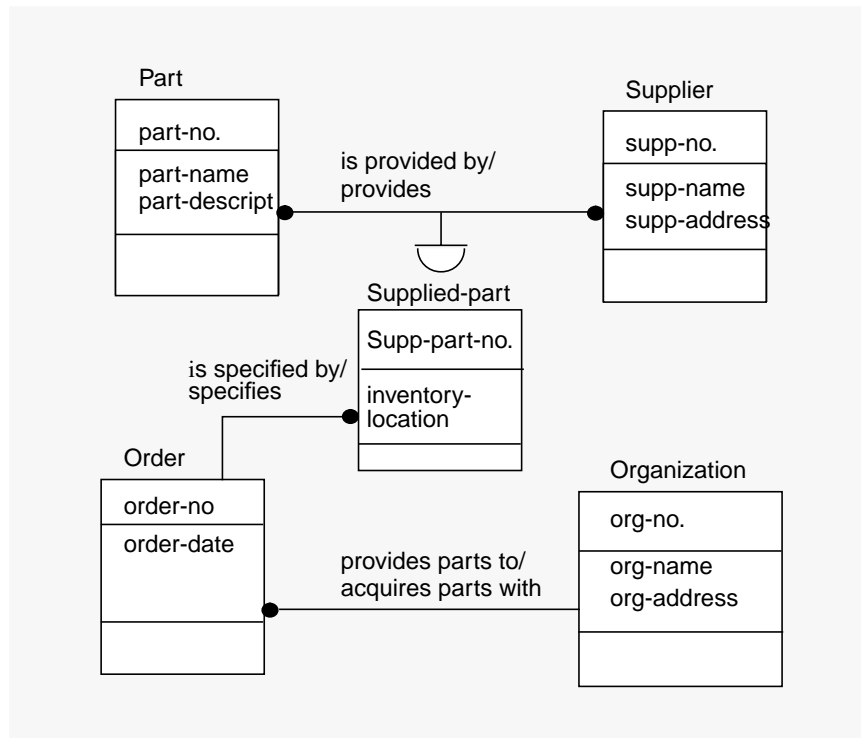 Part
part-no.
part-name
part-descript
is provided by/
provides
Supplier
supp-no.
supp-name
supp-address
Supplied-part
Supp-part-no.
inventory-
location
is specified by/
specifies
Order
order-no
order-date
provides parts to/
acquires parts with
Organization
org-no.
org-name
org-address